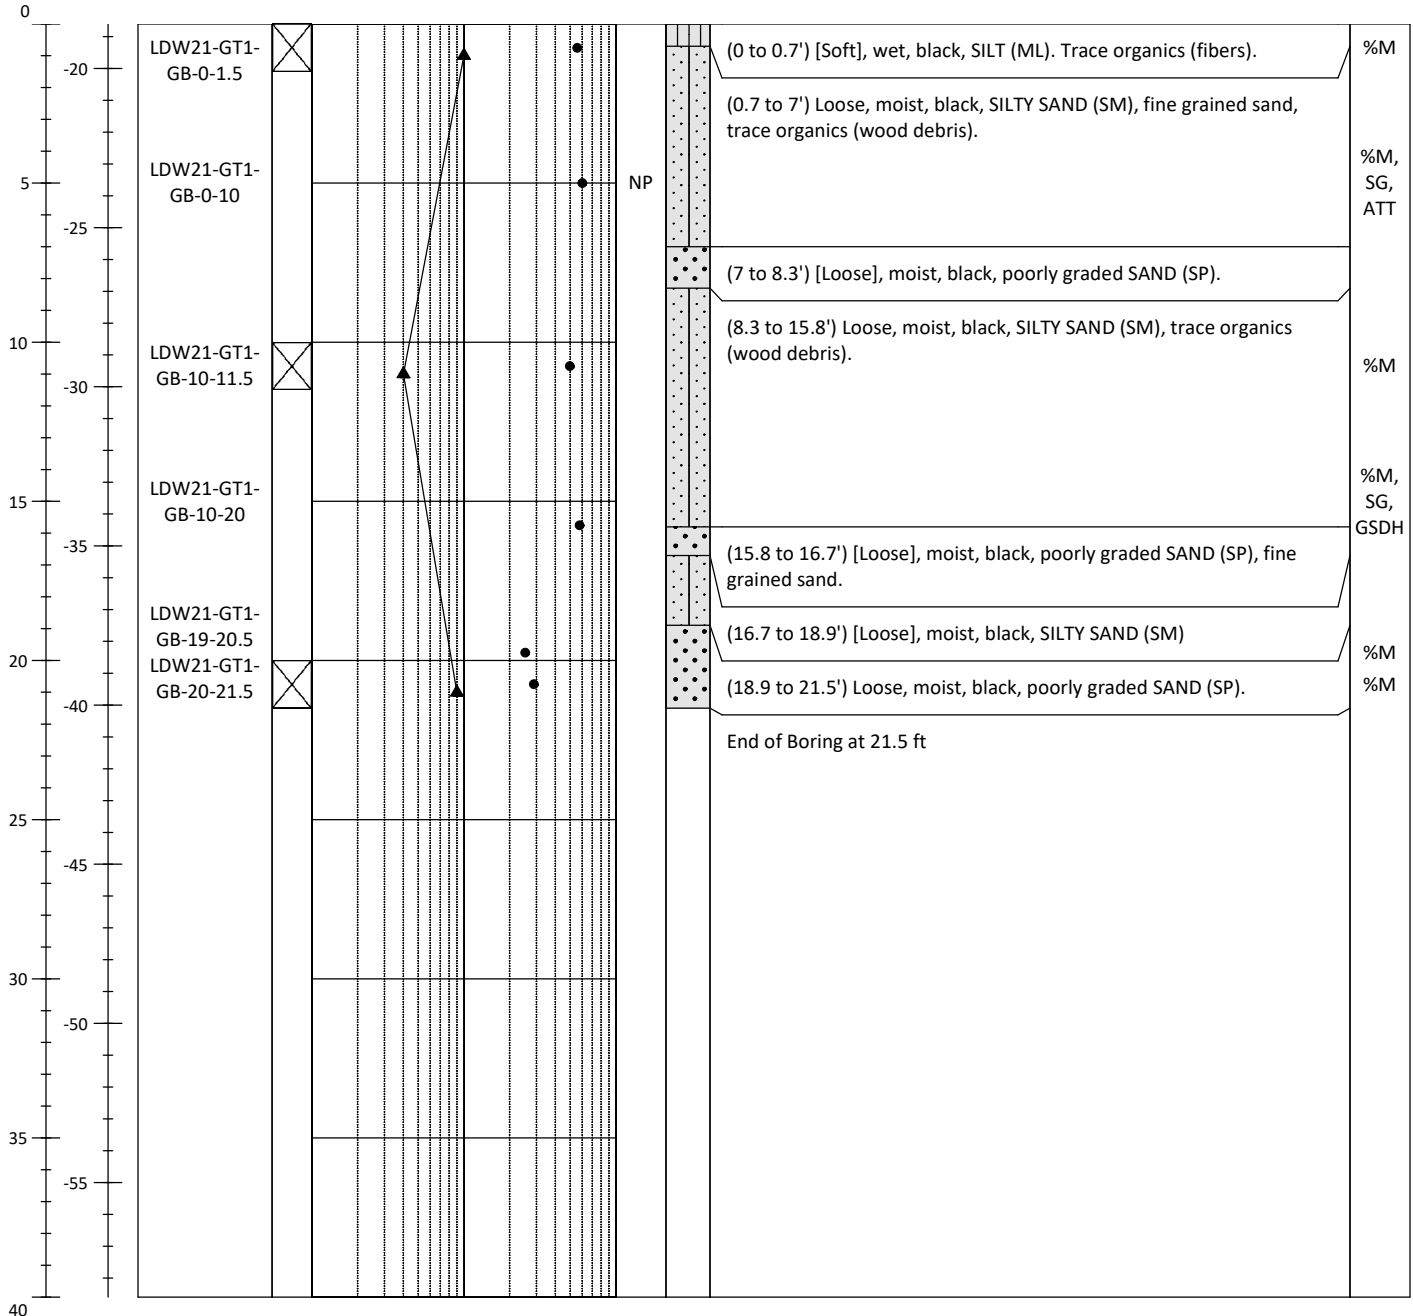 0
LDW21-GT1-
GB-0-1.5
(0 to 0.7') [Soft], wet, black, SILT (ML). Trace organics (fibers).
%M
-20
(0.7 to 7') Loose, moist, black, SILTY SAND (SM), fine grained sand,
trace organics (wood debris).
LDW21-GT1-
GB-0-10
5
NP
%M,
SG,
ATT
-25
(7 to 8.3') [Loose], moist, black, poorly graded SAND (SP).
(8.3 to 15.8') Loose, moist, black, SILTY SAND (SM), trace organics
(wood debris).
10
LDW21-GT1-
GB-10-11.5
%M
-30
LDW21-GT1-
GB-10-20
15
%M,
SG,
GSDH
-35
(15.8 to 16.7') [Loose], moist, black, poorly graded SAND (SP), fine
grained sand.
LDW21-GT1-
GB-19-20.5
(16.7 to 18.9') [Loose], moist, black, SILTY SAND (SM)
%M
20
LDW21-GT1-
GB-20-21.5
(18.9 to 21.5') Loose, moist, black, poorly graded SAND (SP).
%M
-40
End of Boring at 21.5 ft
25
-45
30
-50
35
-55
40